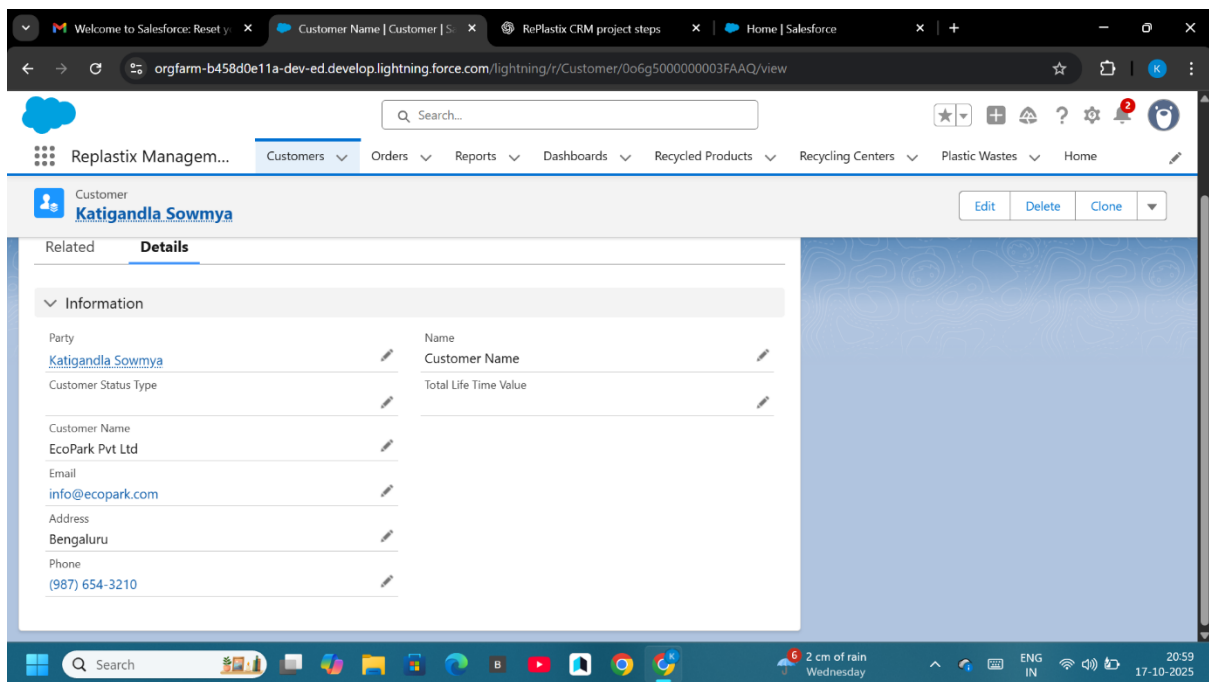 Welcome to Salesforce: Reset y
Customer Name | Customer | S
RePlastix CRM project steps
Home | Salesforce
orgfarm-b458d0e11a-dev-ed.develop.lightning.force.com/lightning/r/Customer/0o6g5000000003FAAQ/view
K
Search...
2
Replastix Managem...
Customers
Orders
Reports
Dashboards
Recycled Products
Recycling Centers
Plastic Wastes
Home
Customer
Katigandla Sowmya
Edit
Delete
Clone
Related
Details
Information
Party
Katigandla Sowmya
Name
Customer Name
Customer Status Type
Total Life Time Value
Customer Name
EcoPark Pvt Ltd
Email
info@ecopark.com
Address
Bengaluru
Phone
(987) 654-3210
Search
B
K
6
2 cm of rain
Wednesday
ENG
IN
20:59
17-10-2025